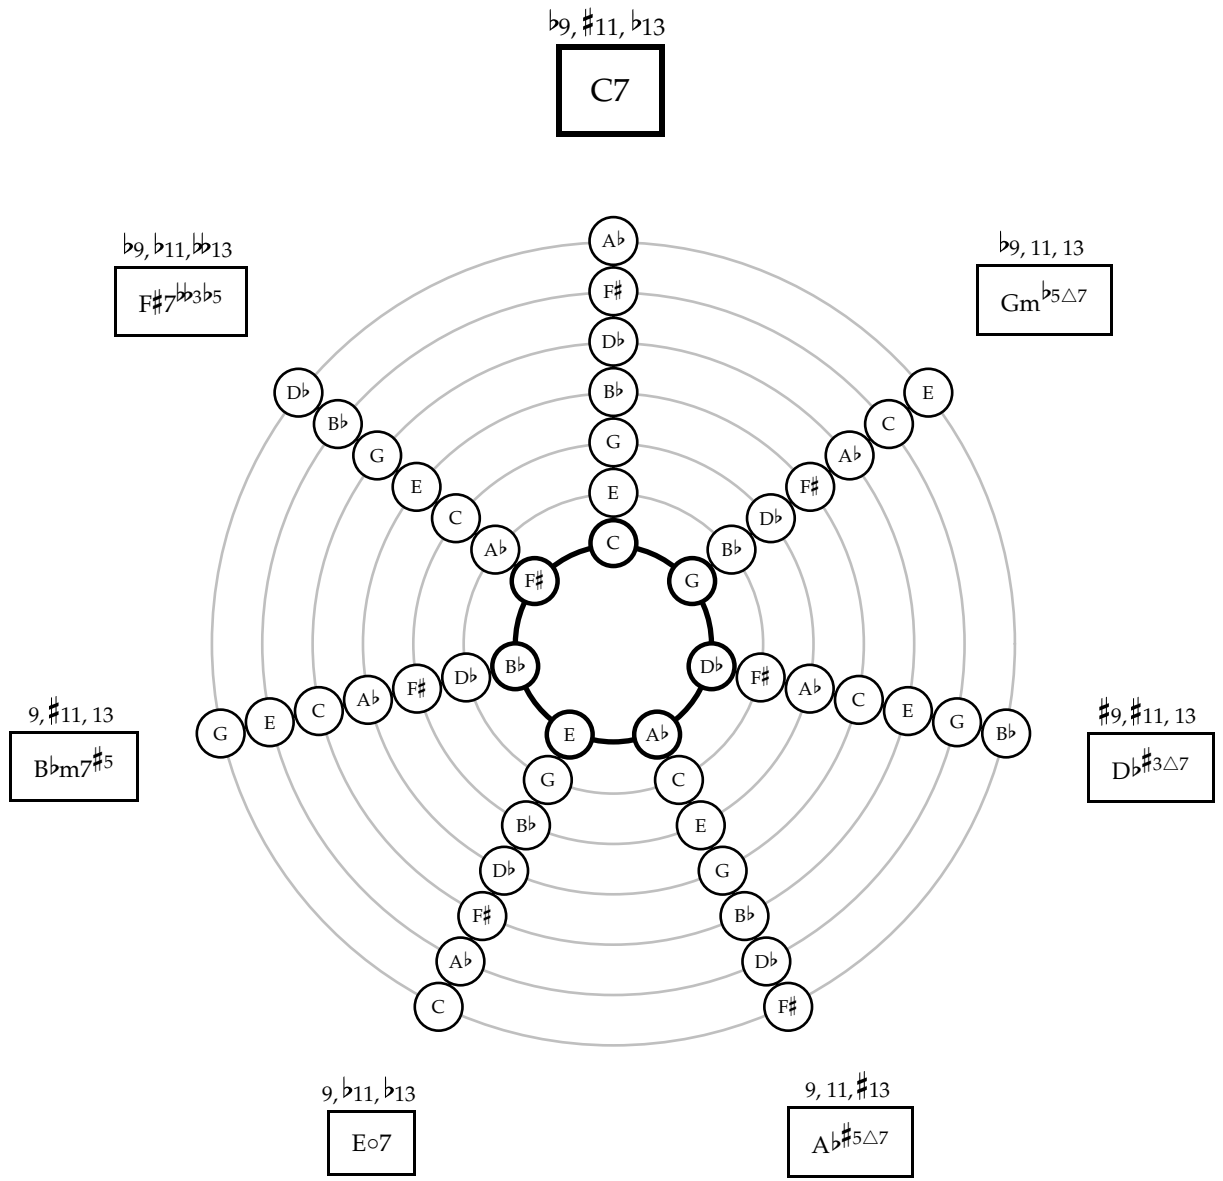 ♭9, ♯11, ♭13
C7
♭9, ♭11, 𝄫13
F♯7𝄫3♭5
♭9, 11, 13
Gm♭5△7
A♭
F♯
D♭
B♭
G
E
C
D♭
B♭
G
E
C
A♭
F♯
E
C
A♭
F♯
D♭
B♭
G
9, ♯11, 13
B♭m7♯5
G
E
C
A♭
F♯
D♭
B♭
D♭
F♯
A♭
C
E
G
B♭
♯9, ♯11, 13
D♭♯3△7
E
G
B♭
D♭
F♯
A♭
C
A♭
C
E
G
B♭
D♭
F♯
9, ♭11, ♭13
E○7
9, 11, ♯13
A♭♯5△7